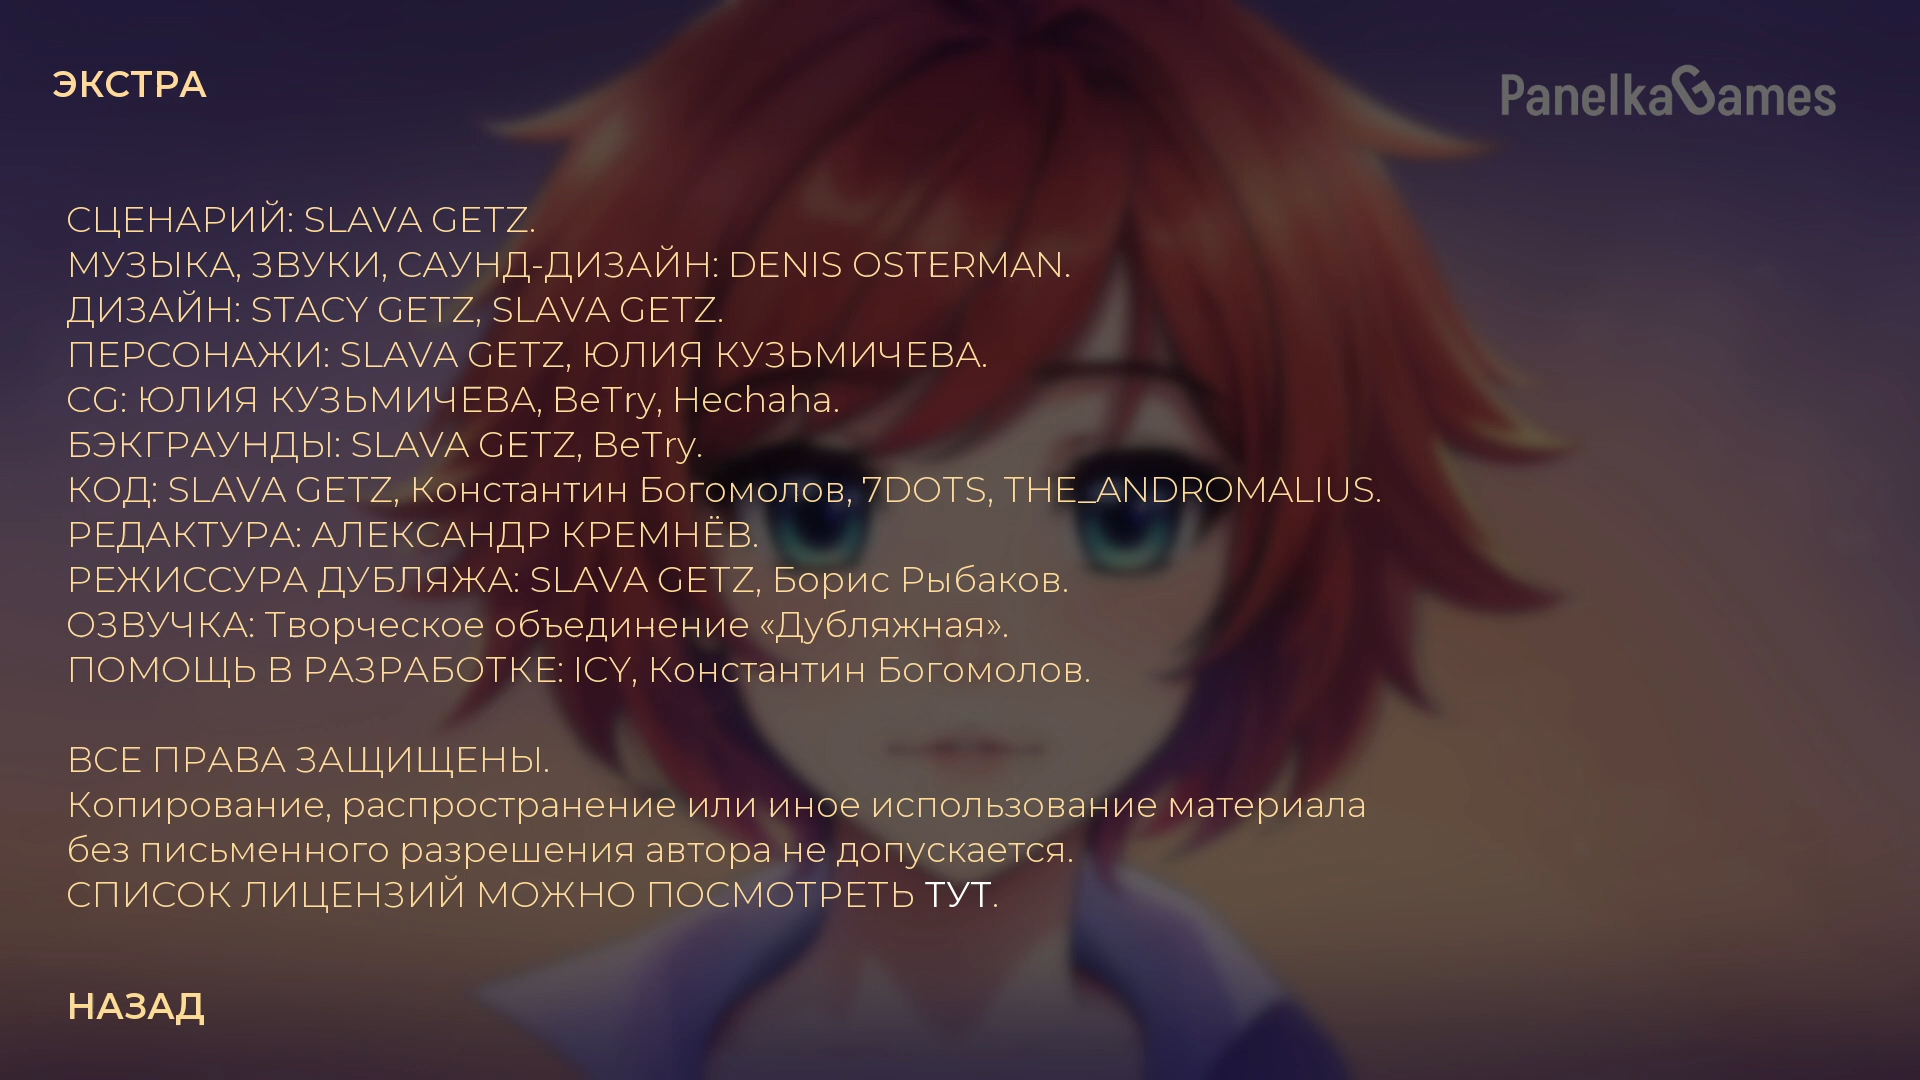 ЭКСТРА
PanelkaGames
СЦЕНАРИЙ: SLAVA GETZ.
МУЗЫКА, ЗВУКИ, САУНД-ДИЗАЙН: DENIS OSTERMAN.
ДИЗАЙН: STACY GETZ, SLAVA GETZ.
ПЕРСОНАЖИ: SLAVA GETZ, ЮЛИЯ КУЗЬМИЧЕВА.
CG: ЮЛИЯ КУЗЬМИЧЕВА, BeTry, Hechaha.
БЭКГРАУНДЫ: SLAVA GETZ, BeTry.
КОД: SLAVA GETZ, Константин Богомолов, 7DOTS, THE_ANDROMALIUS.
РЕДАКТУРА: АЛЕКСАНДР КРЕМНЁВ.
РЕЖИССУРА ДУБЛЯЖА: SLAVA GETZ, Борис Рыбаков.
ОЗВУЧКА: Творческое объединение «Дубляжная».
ПОМОЩЬ В РАЗРАБОТКЕ: ICY, Константин Богомолов.
ВСЕ ПРАВА ЗАЩИЩЕНЫ.
Копирование, распространение или иное использование материала
без письменного разрешения автора не допускается.
СПИСОК ЛИЦЕНЗИЙ МОЖНО ПОСМОТРЕТЬ ТУТ.
НАЗАД